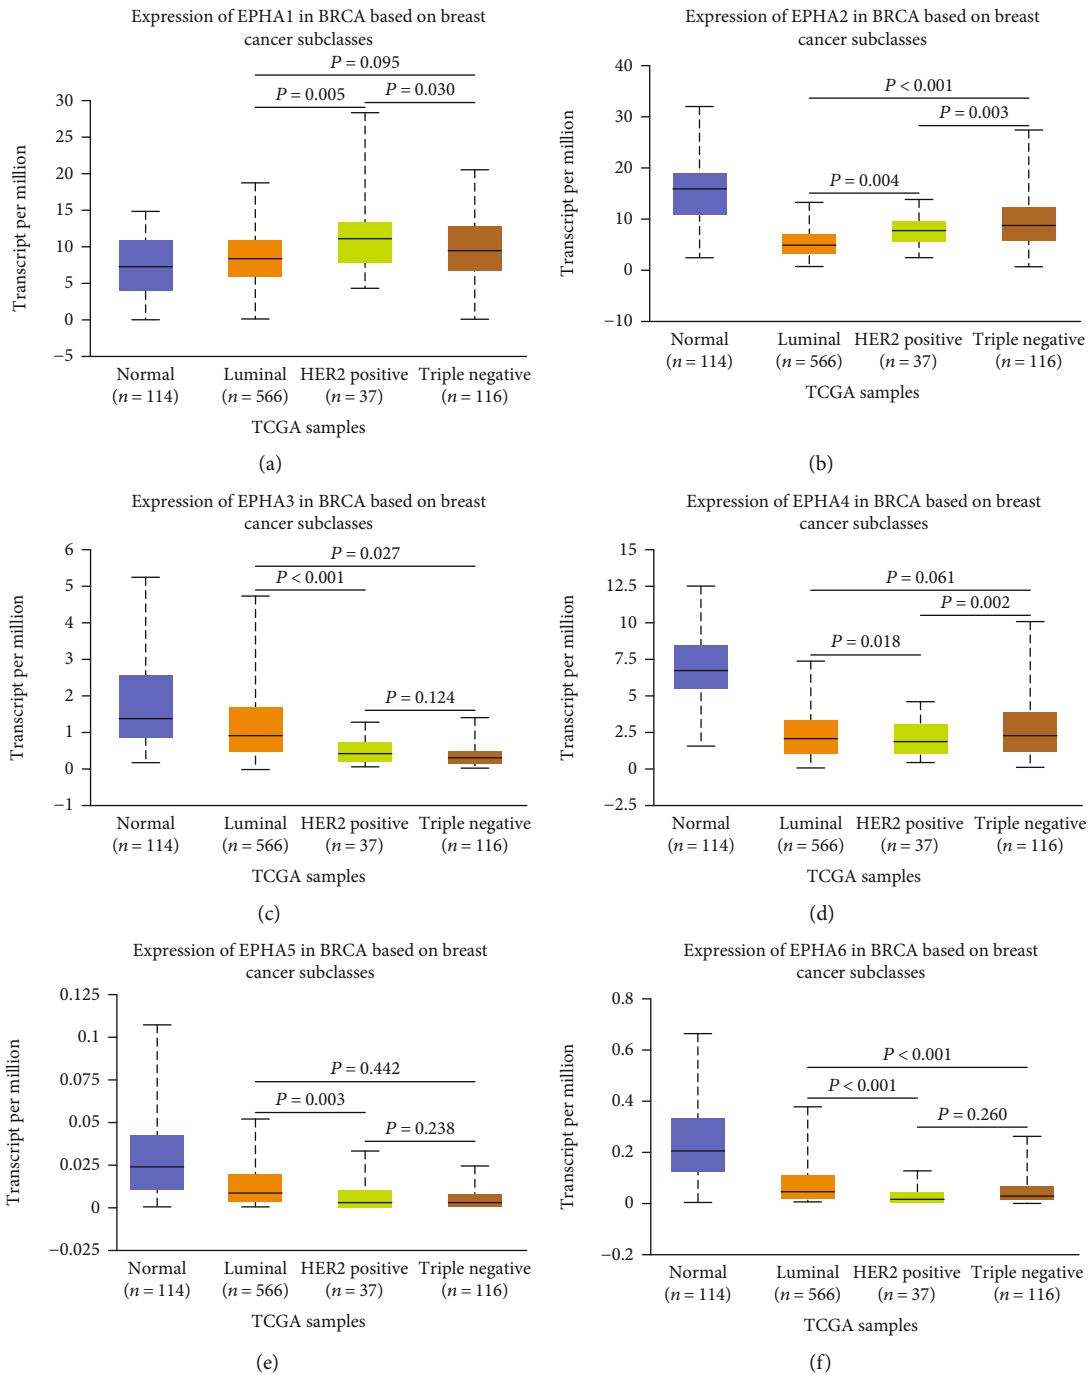 Expression of EPHA1 in BRCA based on breast
cancer subclasses
Transcript per million
30
25
20
15
10
5
0
−5
P = 0.095
P = 0.005
P = 0.030
Normal
(n = 114)
Luminal
(n = 566)
HER2 positive
(n = 37)
Triple negative
(n = 116)
TCGA samples
(a)
Expression of EPHA2 in BRCA based on breast
cancer subclasses
Transcript per million
40
30
20
10
0
−10
P < 0.001
P = 0.003
P = 0.004
Normal
(n = 114)
Luminal
(n = 566)
HER2 positive
(n = 37)
Triple negative
(n = 116)
TCGA samples
(b)
Expression of EPHA3 in BRCA based on breast
cancer subclasses
Transcript per million
6
5
4
3
2
1
0
−1
P = 0.027
P < 0.001
P = 0.124
Normal
(n = 114)
Luminal
(n = 566)
HER2 positive
(n = 37)
Triple negative
(n = 116)
TCGA samples
(c)
Expression of EPHA4 in BRCA based on breast
cancer subclasses
Transcript per million
15
12.5
10
7.5
5
2.5
0
−2.5
P = 0.061
P = 0.002
P = 0.018
Normal
(n = 114)
Luminal
(n = 566)
HER2 positive
(n = 37)
Triple negative
(n = 116)
TCGA samples
(d)
Expression of EPHA5 in BRCA based on breast
cancer subclasses
Transcript per million
0.125
0.1
0.075
0.05
0.025
0
−0.025
P = 0.442
P = 0.003
P = 0.238
Normal
(n = 114)
Luminal
(n = 566)
HER2 positive
(n = 37)
Triple negative
(n = 116)
TCGA samples
(e)
Expression of EPHA6 in BRCA based on breast
cancer subclasses
Transcript per million
0.8
0.6
0.4
0.2
0
−0.2
P < 0.001
P < 0.001
P = 0.260
Normal
(n = 114)
Luminal
(n = 566)
HER2 positive
(n = 37)
Triple negative
(n = 116)
TCGA samples
(f)